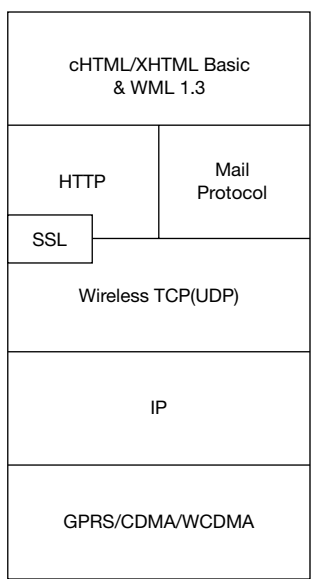 cHTML/XHTML Basic
& WML 1.3
HTTP
Mail
Protocol
SSL
Wireless TCP(UDP)
IP
GPRS/CDMA/WCDMA